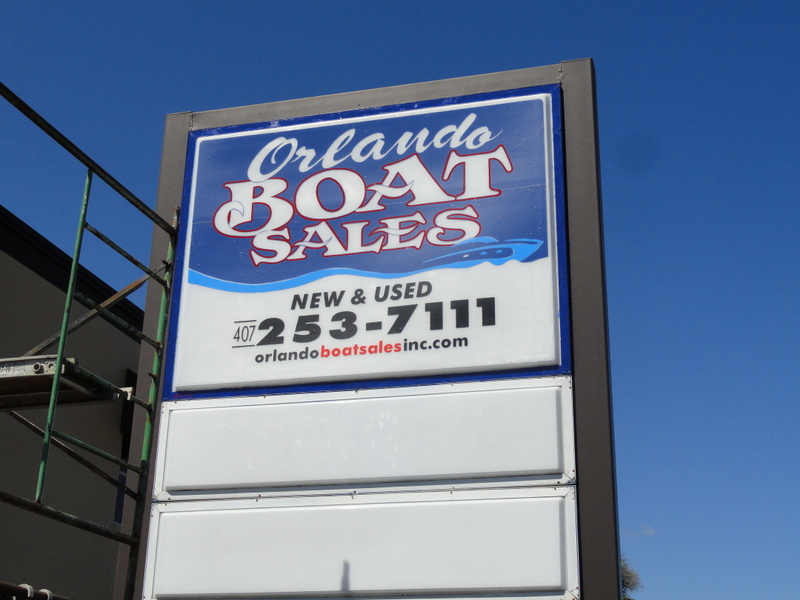 Orlando
BOAT
SALES
NEW & USED
407 253-7111
orlandoboatsalesinc.com